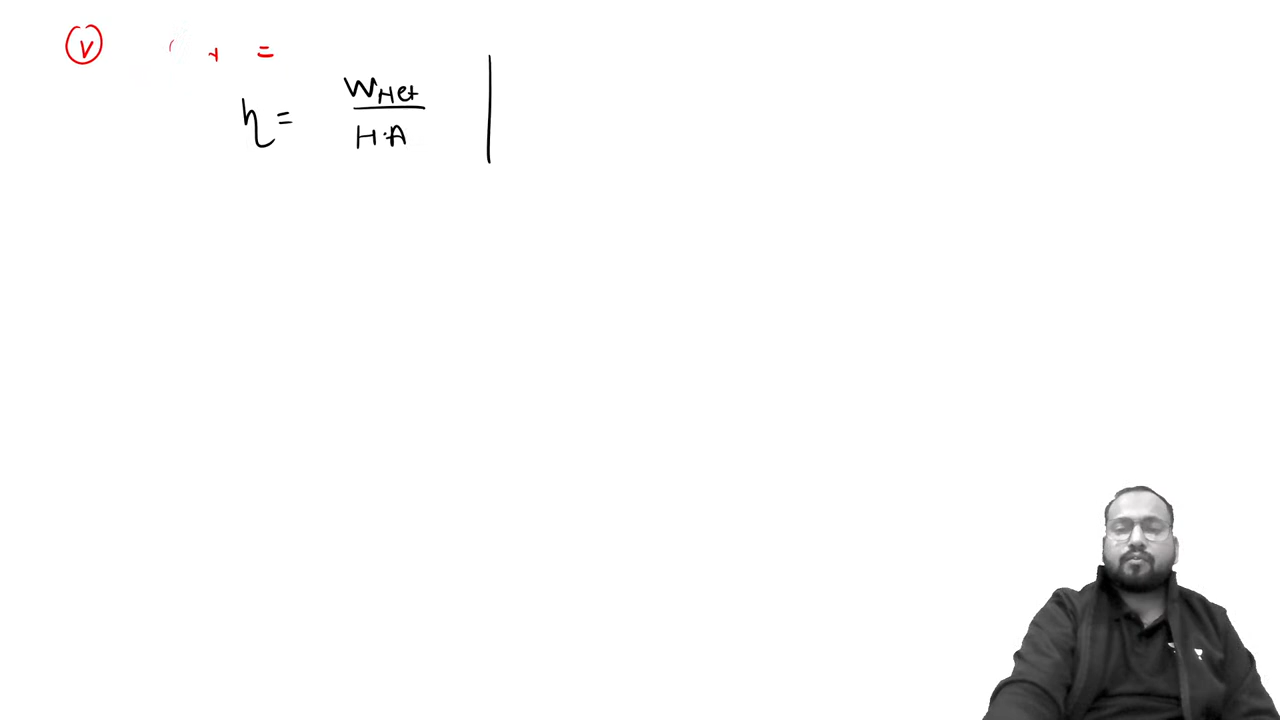 (v) =
η = W_Net / H·A